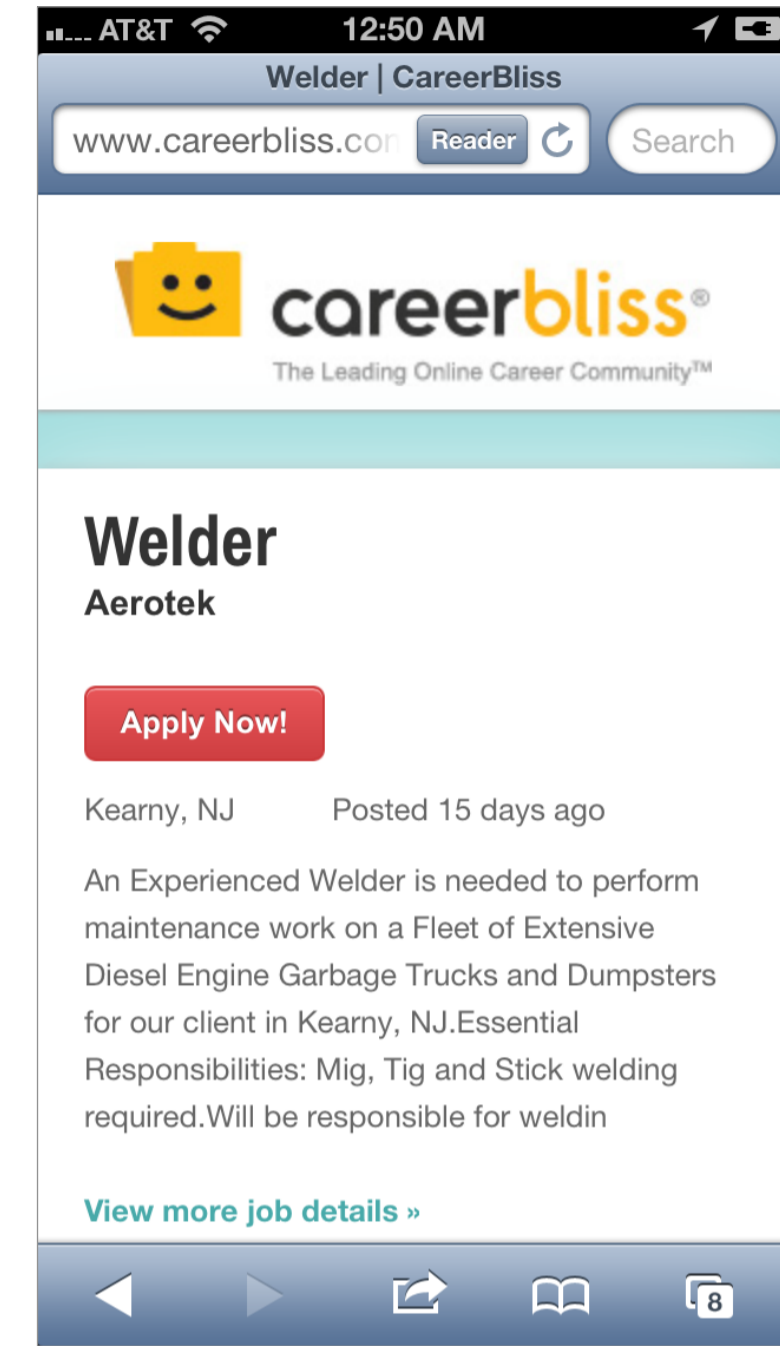 AT&T 12:50 AM
Welder | CareerBliss
www.careerbliss.con Reader Search
careerbliss®
The Leading Online Career Community™
Welder
Aerotek
Apply Now!
Kearny, NJ Posted 15 days ago
An Experienced Welder is needed to perform
maintenance work on a Fleet of Extensive
Diesel Engine Garbage Trucks and Dumpsters
for our client in Kearny, NJ.Essential
Responsibilities: Mig, Tig and Stick welding
required.Will be responsible for weldin
View more job details »
8